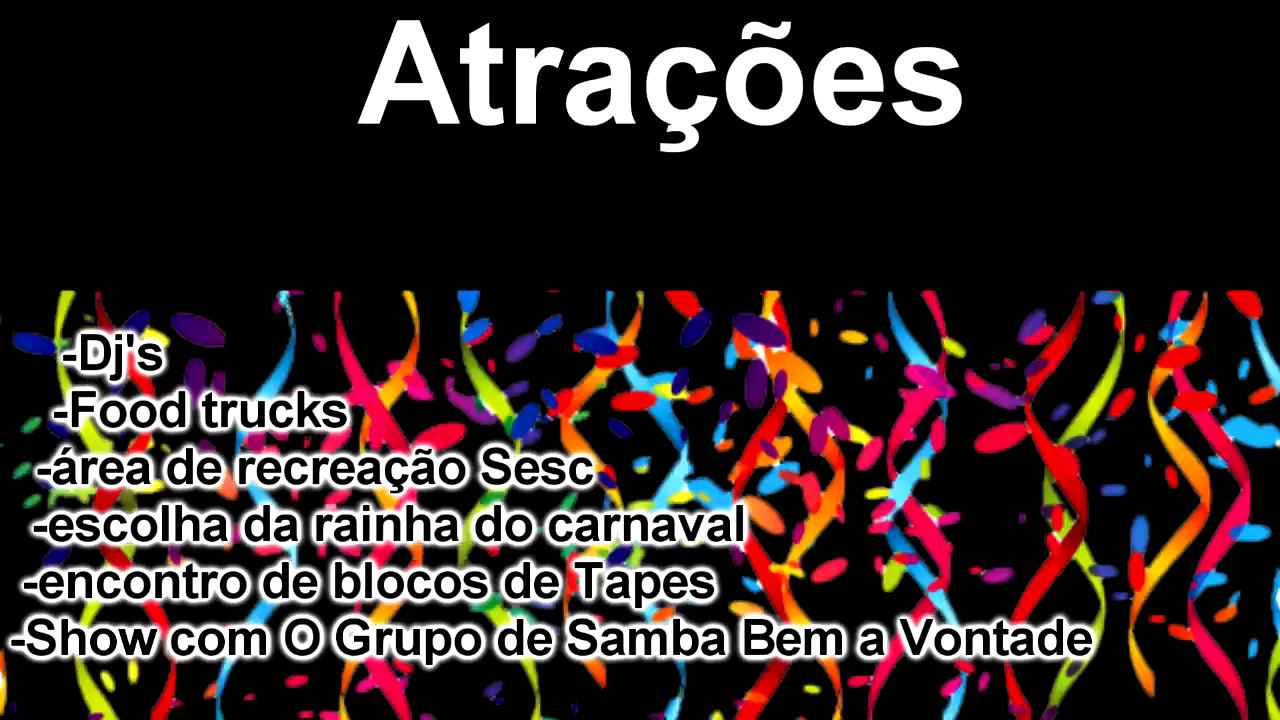 Atrações
-Dj's
-Food trucks
-área de recreação Sesc
-escolha da rainha do carnaval
-encontro de blocos de Tapes
-Show com O Grupo de Samba Bem a Vontade